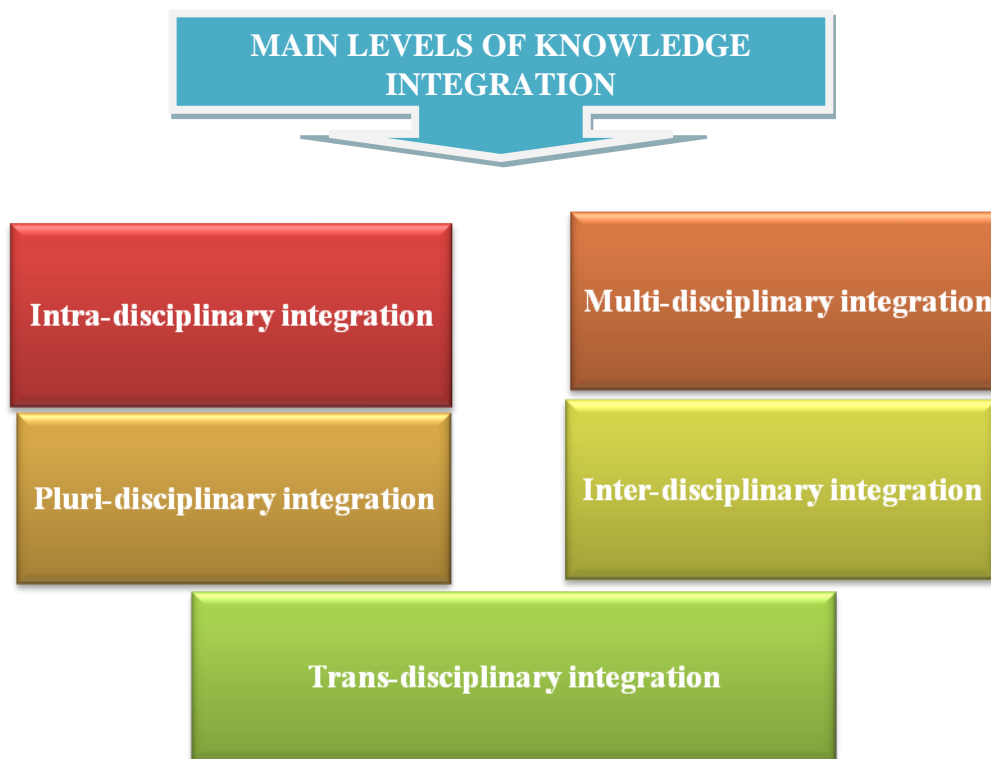 MAIN LEVELS OF KNOWLEDGE
INTEGRATION
Intra-disciplinary integration
Multi-disciplinary integration
Pluri-disciplinary integration
Inter-disciplinary integration
Trans-disciplinary integration